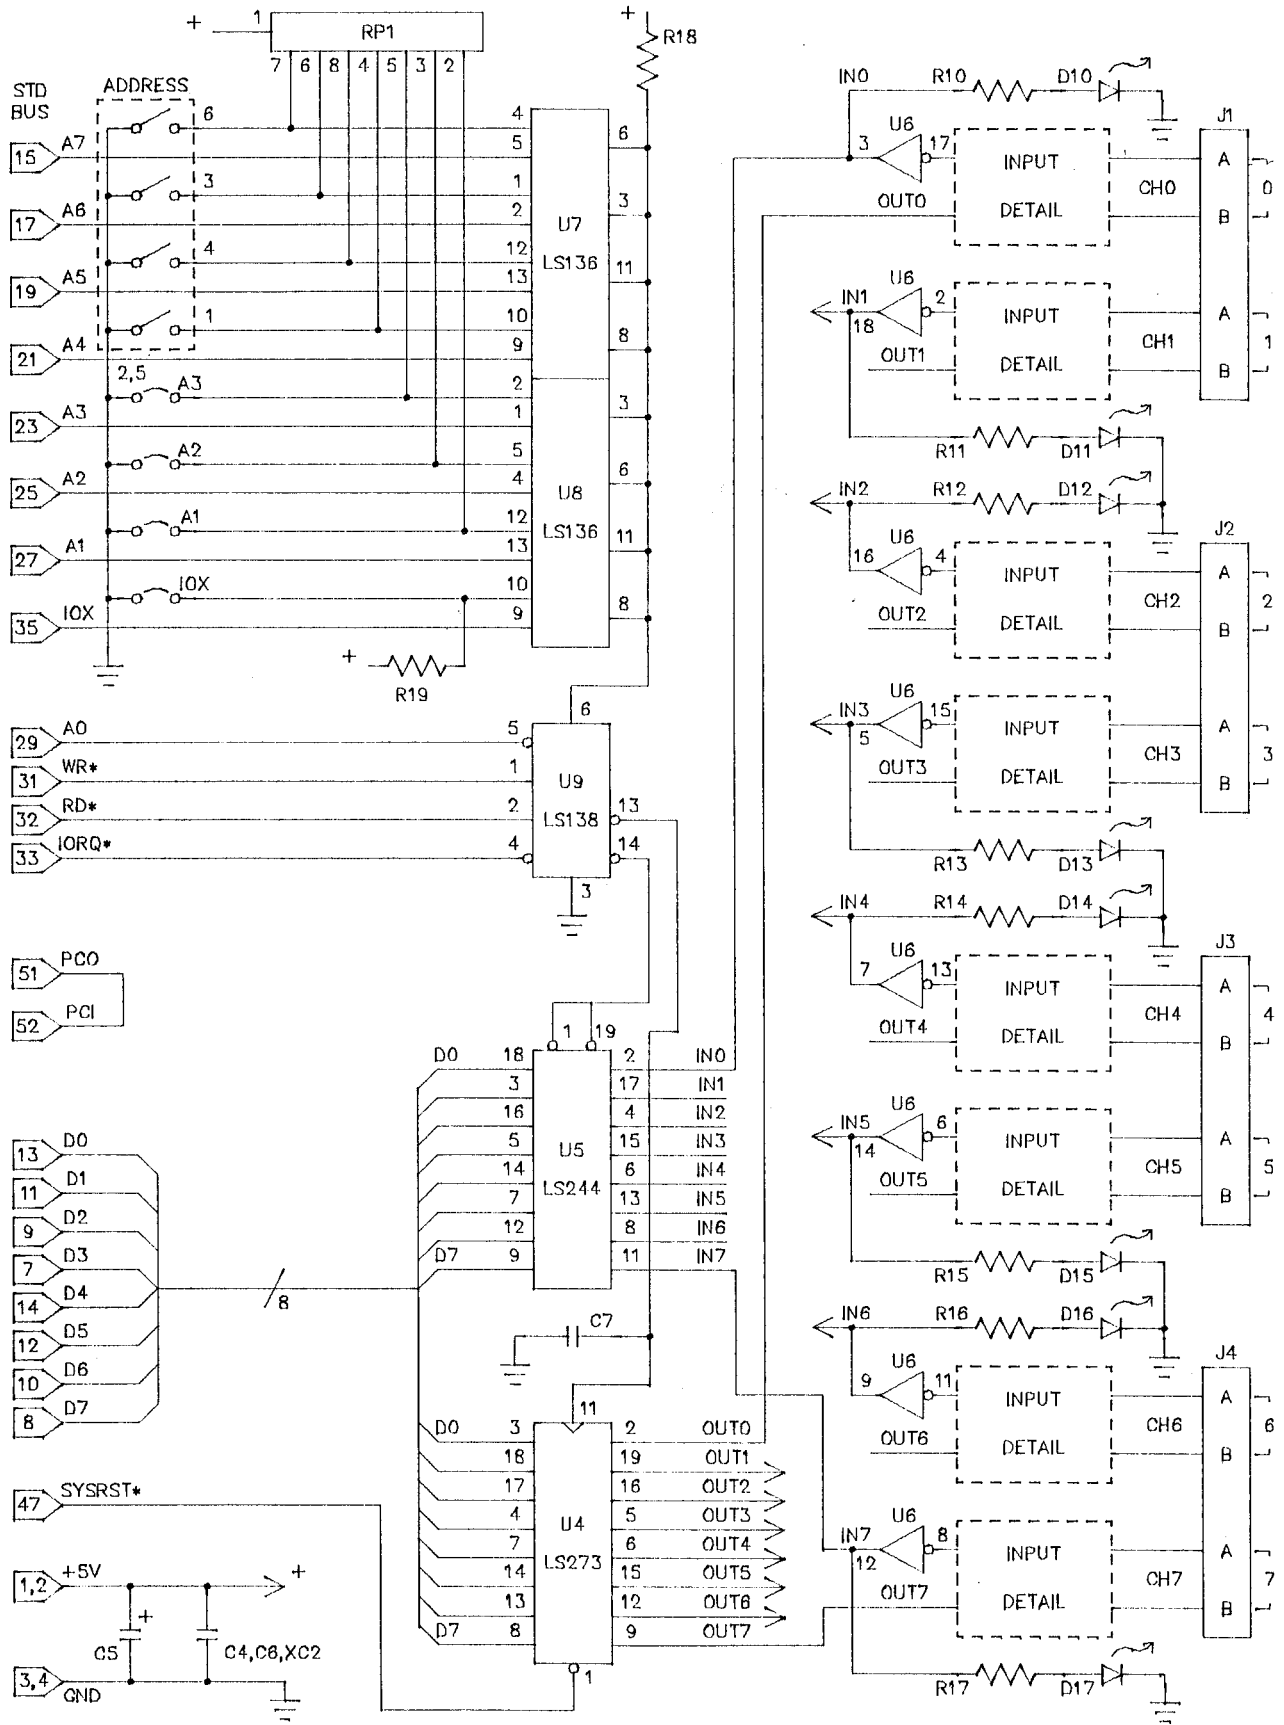 + 1 RP1
7 6 8 4 5 3 2
+ R18
STD
BUS
ADDRESS
6 4 6
15 A7 5
3 1 3
17 A6 2
4 12 11
19 A5 13
1 10 8
21 A4 9
U7
LS136
2,5 A3 2 3
23 A3 1
A2 5 6
25 A2 4
A1 12 11
27 A1 13
IOX 10 8
35 IOX 9
U8
LS136
+ R19
6
29 A0 5
31 WR* 1
32 RD* 2 13
33 IORQ* 4 14
U9
LS138
3
51 PC0
52 PCI
1 19
D0 18 2 IN0
3 17 IN1
16 4 IN2
5 15 IN3
14 6 IN4
7 13 IN5
12 8 IN6
D7 9 11 IN7
U5
LS244
13 D0
11 D1
9 D2
7 D3
14 D4
12 D5
10 D6
8 D7
8
C7
11
D0 3 2 OUT0
18 19 OUT1
17 16 OUT2
4 5 OUT3
7 6 OUT4
14 15 OUT5
13 12 OUT6
D7 8 9 OUT7
U4
LS273
1
47 SYSRST*
1,2 +5V +
+
C5 C4,C6,XC2
3,4 GND
IN0 R10 D10
J1
3 U6 17 INPUT A
CH0 0
OUT0 DETAIL B
IN1 18 U6 2 INPUT A
CH1 1
OUT1 DETAIL B
R11 D11
IN2 R12 D12
J2
16 U6 4 INPUT A
CH2 2
OUT2 DETAIL B
IN3 5 U6 15 INPUT A
CH3 3
OUT3 DETAIL B
R13 D13
IN4 R14 D14
J3
7 U6 13 INPUT A
CH4 4
OUT4 DETAIL B
IN5 14 U6 6 INPUT A
CH5 5
OUT5 DETAIL B
R15 D15
IN6 R16 D16
J4
9 U6 11 INPUT A
CH6 6
OUT6 DETAIL B
IN7 12 U6 8 INPUT A
CH7 7
OUT7 DETAIL B
R17 D17